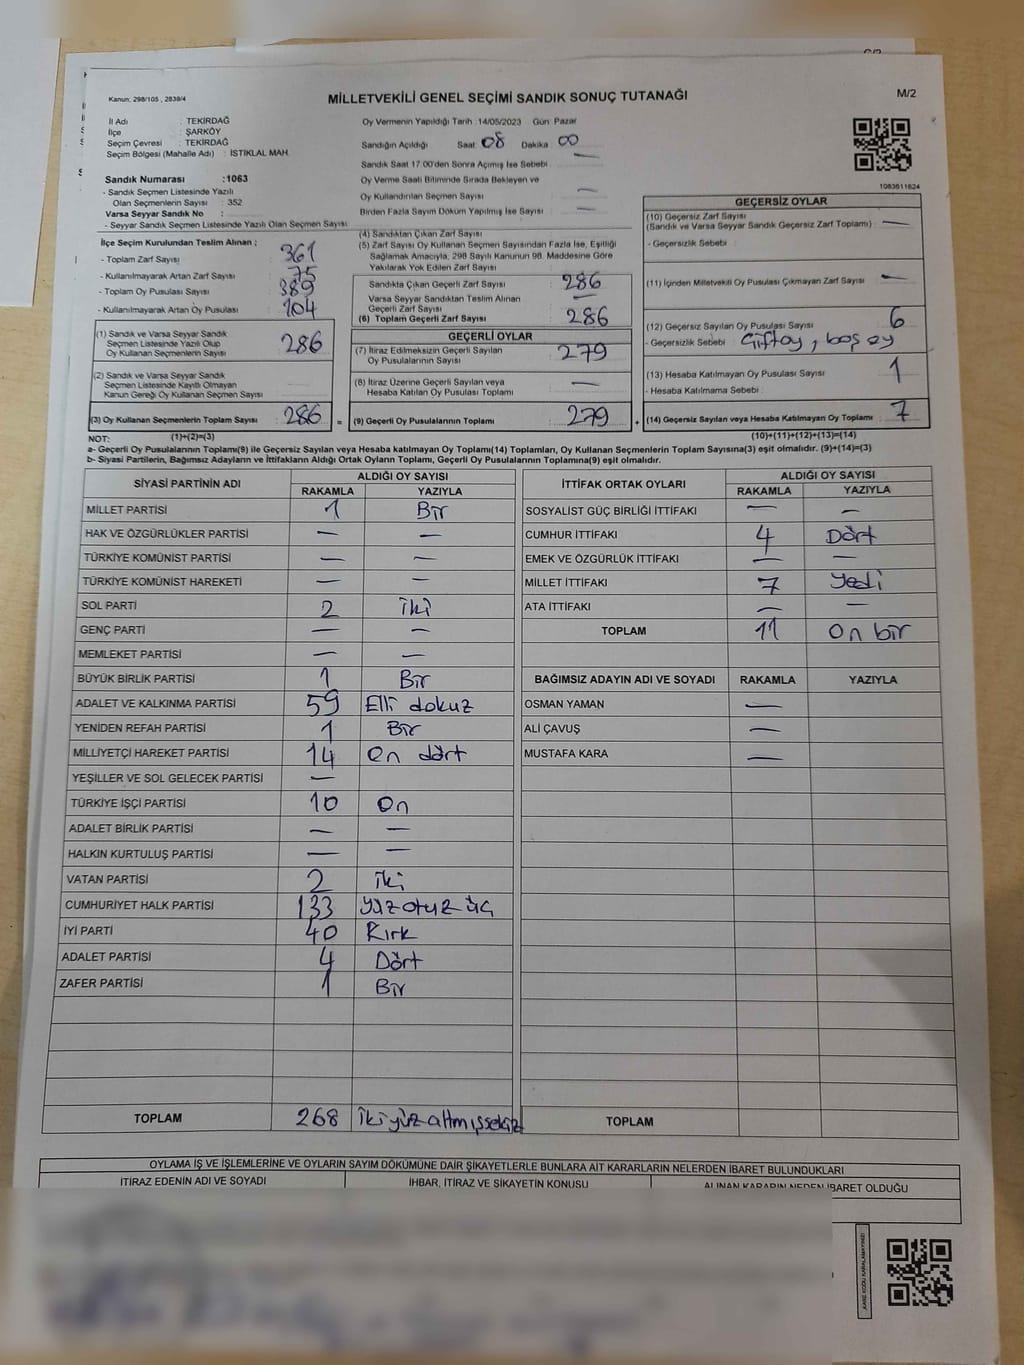 Kanun: 298/105 , 2839/4
MİLLETVEKİLİ GENEL SEÇİMİ SANDIK SONUÇ TUTANAĞI
M/2
İl Adı : TEKİRDAĞ
İlçe : ŞARKÖY
Seçim Çevresi : TEKİRDAĞ
Seçim Bölgesi (Mahalle Adı) : İSTİKLAL MAH.
Oy Vermenin Yapıldığı Tarih :14/05/2023 Gün: Pazar
Sandığın Açıldığı Saat 08 Dakika 00
Sandık Saat 17.00'den Sonra Açımış İse Sebebi —
Oy Verme Saati Bitiminde Sırada Bekleyen ve
Oy Kullandırılan Seçmen Sayısı —
Birden Fazla Sayım Döküm Yapılmış İse Sayısı —
1083611624
Sandık Numarası :1063
- Sandık Seçmen Listesinde Yazılı
Olan Seçmenlerin Sayısı : 352
Varsa Seyyar Sandık No :
- Seyyar Sandık Seçmen Listesinde Yazılı Olan Seçmen Sayısı:
İlçe Seçim Kurulundan Teslim Alınan ;
- Toplam Zarf Sayısı : 361
- Kullanılmayarak Artan Zarf Sayısı : 75
- Toplam Oy Pusulası Sayısı : 389
- Kullanılmayarak Artan Oy Pusulası : 104
(1) Sandık ve Varsa Seyyar Sandık
Seçmen Listesinde Yazılı Olup
Oy Kullanan Seçmenlerin Sayısı : 286
(2) Sandık ve Varsa Seyyar Sandık
Seçmen Listesinde Kayıtlı Olmayan
Kanun Gereği Oy Kullanan Seçmen Sayısı :
(3) Oy Kullanan Seçmenlerin Toplam Sayısı : 286 =
(4) Sandıktan Çıkan Zarf Sayısı :
(5) Zarf Sayısı Oy Kullanan Seçmen Sayısından Fazla İse, Eşitliği
Sağlamak Amacıyla, 298 Sayılı Kanunun 98. Maddesine Göre
Yakılarak Yok Edilen Zarf Sayısı :
Sandıkta Çıkan Geçerli Zarf Sayısı : 286
Varsa Seyyar Sandıktan Teslim Alınan
Geçerli Zarf Sayısı : —
(6) Toplam Geçerli Zarf Sayısı : 286
GEÇERLİ OYLAR
(7) İtiraz Edilmeksizin Geçerli Sayılan
Oy Pusulalarının Sayısı : 279
(8) İtiraz Üzerine Geçerli Sayılan veya
Hesaba Katılan Oy Pusulası Toplamı : —
(9) Geçerli Oy Pusulalarının Toplamı : 279 +
GEÇERSİZ OYLAR
(10) Geçersiz Zarf Sayısı
(Sandık ve Varsa Seyyar Sandık Geçersiz Zarf Toplamı) : —
- Geçersizlik Sebebi :
(11) İçinden Milletvekili Oy Pusulası Çıkmayan Zarf Sayısı : —
(12) Geçersiz Sayılan Oy Pusulası Sayısı : 6
- Geçersizlik Sebebi : Çiftoy, boş oy
(13) Hesaba Katılmayan Oy Pusulası Sayısı : 1
- Hesaba Katılmama Sebebi :
(14) Geçersiz Sayılan veya Hesaba Katılmayan Oy Toplamı : 7
NOT: (1)+(2)=(3)
(10)+(11)+(12)+(13)=(14)
a- Geçerli Oy Pusulalarının Toplamı(9) ile Geçersiz Sayılan veya Hesaba katılmayan Oy Toplamı(14) Toplamları, Oy Kullanan Seçmenlerin Toplam Sayısına(3) eşit olmalıdır. (9)+(14)=(3)
b- Siyasi Partilerin, Bağımsız Adayların ve İttifakların Aldığı Ortak Oyların Toplamı, Geçerli Oy Pusulalarının Toplamına(9) eşit olmalıdır.
SİYASİ PARTİNİN ADI ALDIĞI OY SAYISI
RAKAMLA YAZIYLA
MİLLET PARTİSİ 1 Bir
HAK VE ÖZGÜRLÜKLER PARTİSİ — —
TÜRKİYE KOMÜNİST PARTİSİ — —
TÜRKİYE KOMÜNİST HAREKETİ — —
SOL PARTİ 2 iki
GENÇ PARTİ — —
MEMLEKET PARTİSİ — —
BÜYÜK BİRLİK PARTİSİ 1 Bir
ADALET VE KALKINMA PARTİSİ 59 Elli dokuz
YENİDEN REFAH PARTİSİ 1 Bir
MİLLİYETÇİ HAREKET PARTİSİ 14 On dört
YEŞİLLER VE SOL GELECEK PARTİSİ —
TÜRKİYE İŞÇİ PARTİSİ 10 On
ADALET BİRLİK PARTİSİ — —
HALKIN KURTULUŞ PARTİSİ — —
VATAN PARTİSİ 2 iki
CUMHURİYET HALK PARTİSİ 133 yüz otuz üç
İYİ PARTİ 40 Kırk
ADALET PARTİSİ 4 Dört
ZAFER PARTİSİ 1 Bir
TOPLAM 268 ikiyüzaltmışsekiz
İTTİFAK ORTAK OYLARI ALDIĞI OY SAYISI
RAKAMLA YAZIYLA
SOSYALİST GÜÇ BİRLİĞİ İTTİFAKI — —
CUMHUR İTTİFAKI 4 Dört
EMEK VE ÖZGÜRLÜK İTTİFAKI — —
MİLLET İTTİFAKI 7 yedi
ATA İTTİFAKI — —
TOPLAM 11 On bir
BAĞIMSIZ ADAYIN ADI VE SOYADI RAKAMLA YAZIYLA
OSMAN YAMAN —
ALİ ÇAVUŞ —
MUSTAFA KARA —
TOPLAM
OYLAMA İŞ VE İŞLEMLERİNE VE OYLARIN SAYIM DÖKÜMÜNE DAİR ŞİKAYETLERLE BUNLARA AİT KARARLARIN NELERDEN İBARET BULUNDUKLARI
İTİRAZ EDENİN ADI VE SOYADI İHBAR, İTİRAZ VE ŞİKAYETİN KONUSU ALINAN KARARIN NEDEN İBARET OLDUĞU